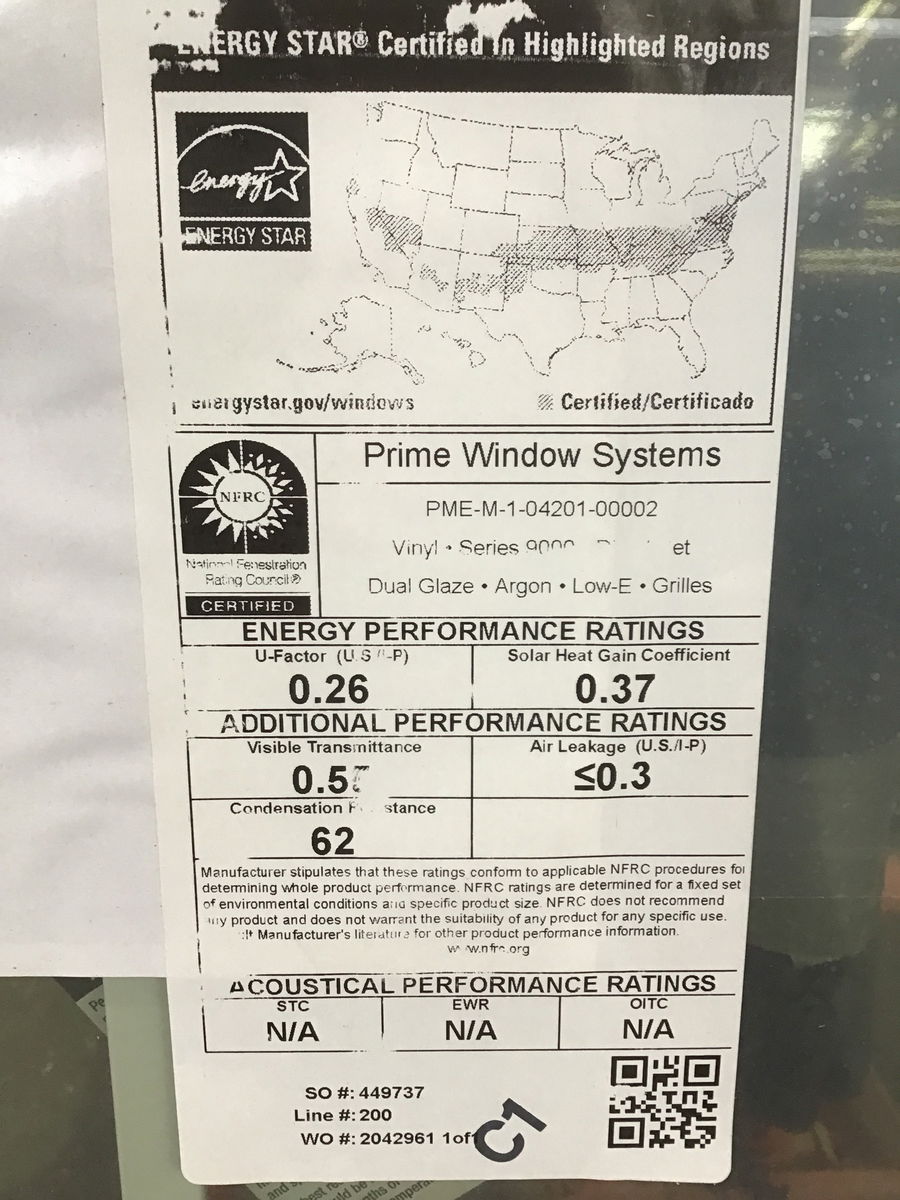 ENERGY STAR® Certified in Highlighted Regions
energy
ENERGY STAR
energystar.gov/windows
Certified/Certificado
NFRC
National Fenestration
Rating Council®
CERTIFIED
Prime Window Systems
PME-M-1-04201-00002
Vinyl • Series
Dual Glaze • Argon • Low-E • Grilles
ENERGY PERFORMANCE RATINGS
U-Factor (U.S./I-P)
0.26
Solar Heat Gain Coefficient
0.37
ADDITIONAL PERFORMANCE RATINGS
Visible Transmittance
Air Leakage (U.S./I-P)
≤0.3
Condensation Resistance
62
Manufacturer stipulates that these ratings conform to applicable NFRC procedures for
determining whole product performance. NFRC ratings are determined for a fixed set
of environmental conditions and specific product size. NFRC does not recommend
any product and does not warrant the suitability of any product for any specific use.
Manufacturer's literature for other product performance information.
www.nfrc.org
ACOUSTICAL PERFORMANCE RATINGS
STC
N/A
EWR
N/A
OITC
N/A
SO #: 449737
Line #: 200
WO #: 2042961 1of1
C1